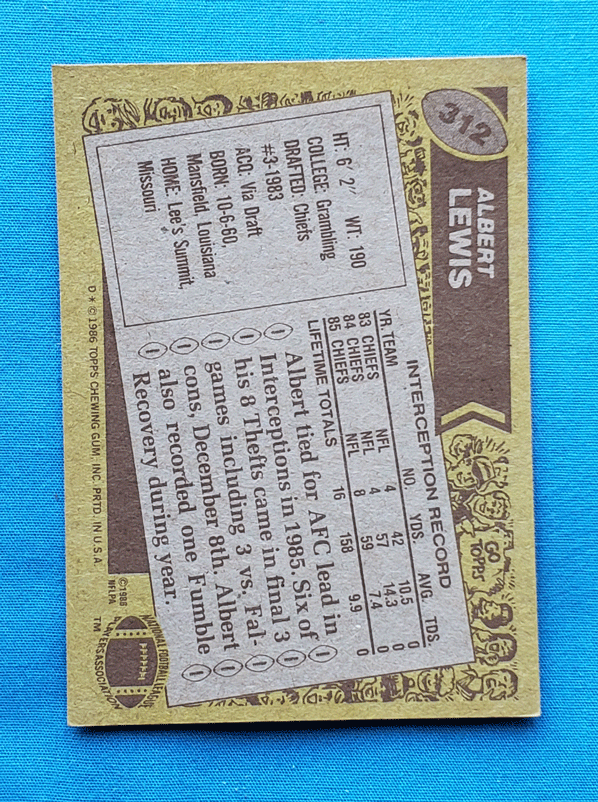 312
ALBERT
LEWIS
HT: 6' 2" WT: 190
COLLEGE: Grambling
DRAFTED: Chiefs
#3-1983
ACQ: Via Draft
BORN: 10-6-60,
Mansfield, Louisiana
HOME: Lee's Summit,
Missouri
INTERCEPTION RECORD
YR. TEAM NO. YDS. AVG. TDS.
83 CHIEFS NFL 4 42 10.5 0
84 CHIEFS NFL 4 57 14.3 0
85 CHIEFS NFL 8 59 7.4 0
LIFETIME TOTALS 16 158 9.9 0
Albert tied for AFC lead in
Interceptions in 1985. Six of
his 8 Thefts came in final 3
games including 3 vs. Fal-
cons, December 8th. Albert
also recorded one Fumble
Recovery during year.
GO
TOPPS
D * © 1986 TOPPS CHEWING GUM, INC. PRTD. IN U.S.A.
© 1986
NFLPA
TM
NATIONAL FOOTBALL LEAGUE
PLAYERS ASSOCIATION